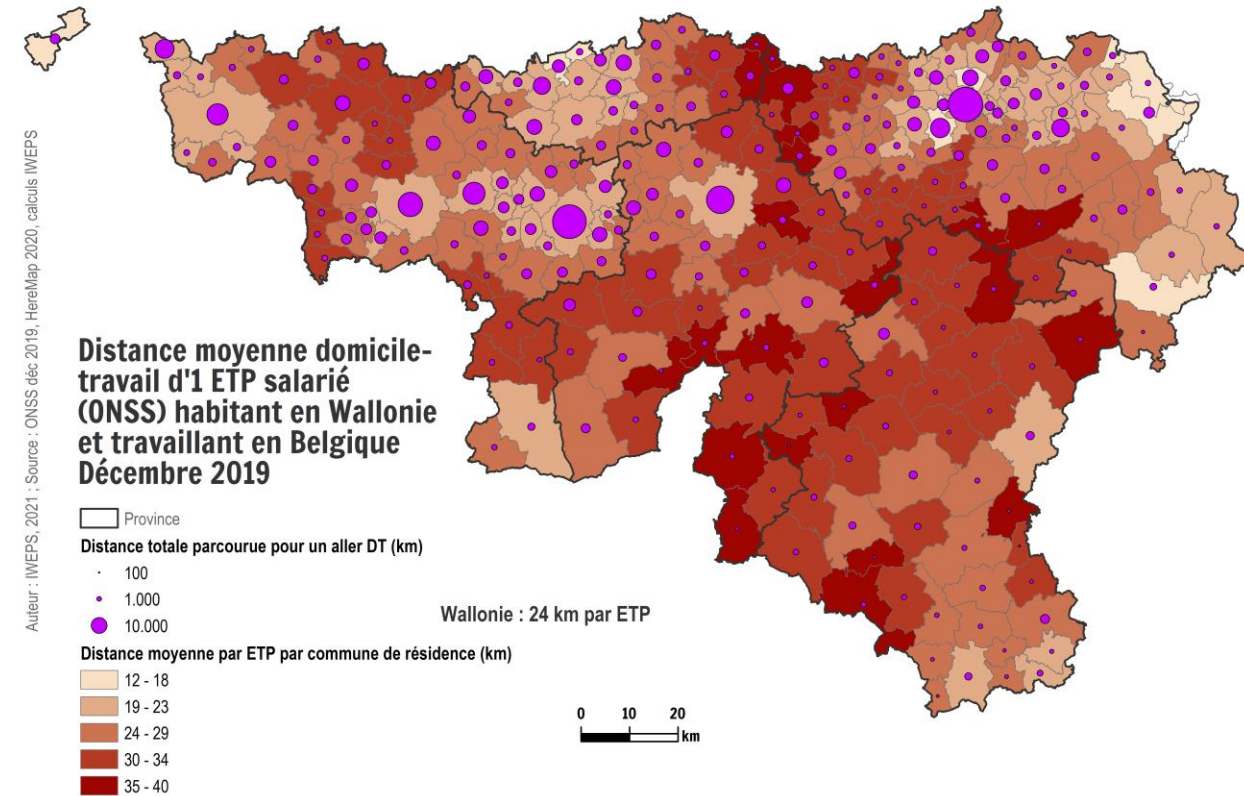 Auteur : IWEPS, 2021 ; Source : ONSS déc 2019, HereMap 2020, calculs IWEPS
Distance moyenne domicile-
travail d'1 ETP salarié
(ONSS) habitant en Wallonie
et travaillant en Belgique
Décembre 2019
Province
Distance totale parcourue pour un aller DT (km)
100
1.000
10.000
Wallonie : 24 km par ETP
Distance moyenne par ETP par commune de résidence (km)
12 - 18
19 - 23
24 - 29
30 - 34
35 - 40
0 10 20
km